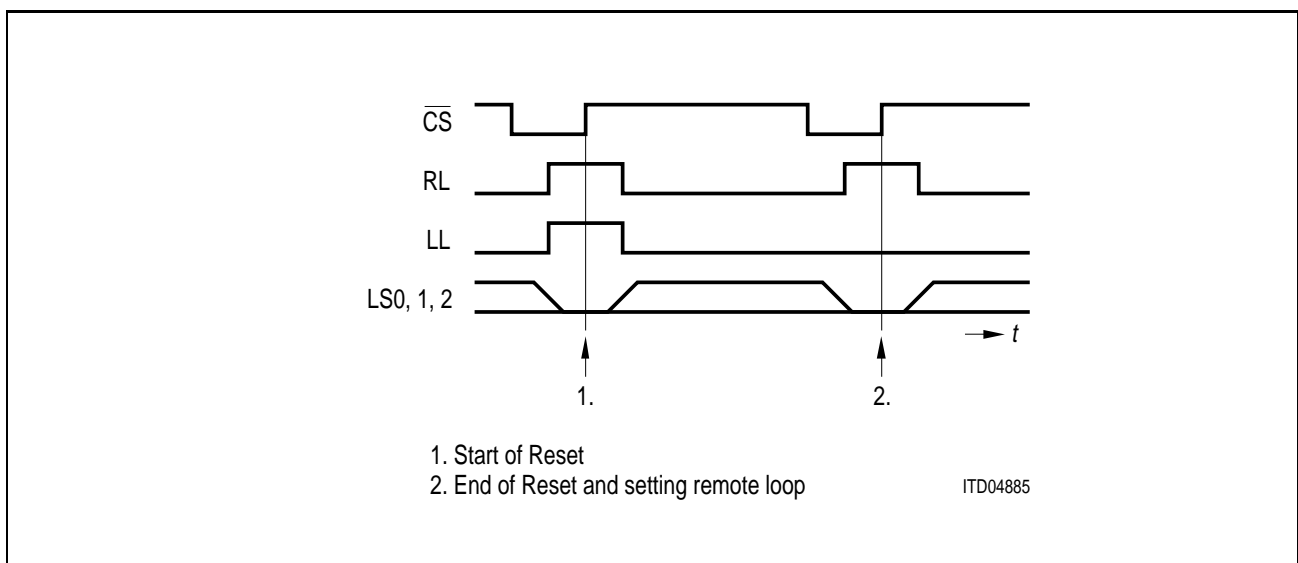 C̅S̅
RL
LL
LS0, 1, 2
t
1.
2.
1. Start of Reset
2. End of Reset and setting remote loop
ITD04885